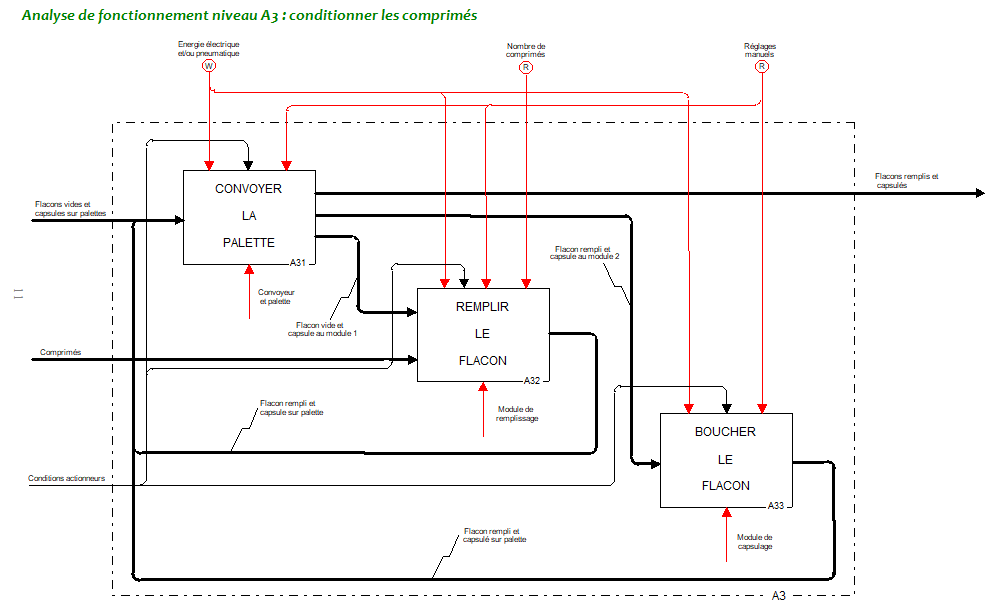 Analyse de fonctionnement niveau A3 : conditionner les comprimés
Energie électrique
et/ou pneumatique
W
Nombre de
comprimés
R
Réglages
manuels
R
CONVOYER
LA
PALETTE
A31
Flacons vides et
capsules sur palettes
Flacons remplis et
capsulés
Convoyeur
et palette
Flacon vide et
capsule au module 1
Flacon rempli et
capsule au module 2
11
REMPLIR
LE
FLACON
A32
Comprimés
Module de
remplissage
Flacon rempli et
capsule sur palette
BOUCHER
LE
FLACON
A33
Conditions actionneurs
Module de
capsulage
Flacon rempli et
capsulé sur palette
A3